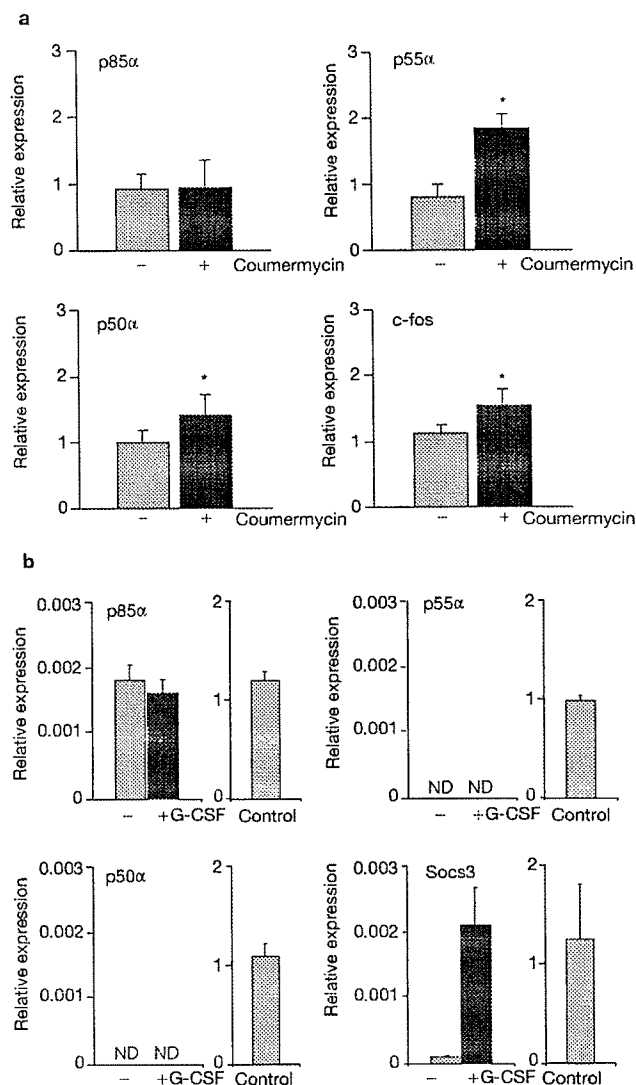 a
p85α
Relative expression
3
2
1
0
–
+
Coumermycin
p55α
Relative expression
3
2
1
0
*
–
+
Coumermycin
p50α
Relative expression
3
2
1
0
*
–
+
Coumermycin
c-fos
Relative expression
3
2
1
0
*
–
+
Coumermycin
b
p85α
Relative expression
0.003
0.002
0.001
0
–
+G-CSF
2
1
0
Control
p55α
Relative expression
0.003
0.002
0.001
0
ND
ND
–
÷G-CSF
2
1
0
Control
p50α
Relative expression
0.003
0.002
0.001
0
ND
ND
–
+G-CSF
2
1
0
Control
Socs3
Relative expression
0.003
0.002
0.001
0
–
+G-CSF
2
1
0
Control